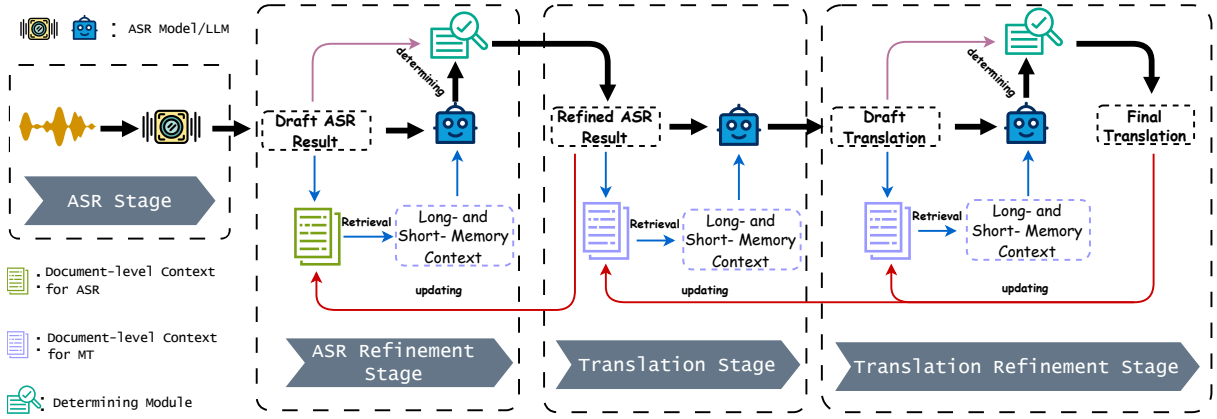 : ASR Model/LLM
ASR Stage
: Document-level Context
for ASR
: Document-level Context
for MT
: Determining Module
determining
Draft ASR
Result
Retrieval
Long- and
Short- Memory
Context
updating
ASR Refinement
Stage
Refined ASR
Result
Retrieval
Long- and
Short- Memory
Context
updating
Translation Stage
determining
Draft
Translation
Final
Translation
Retrieval
Long- and
Short- Memory
Context
updating
Translation Refinement Stage